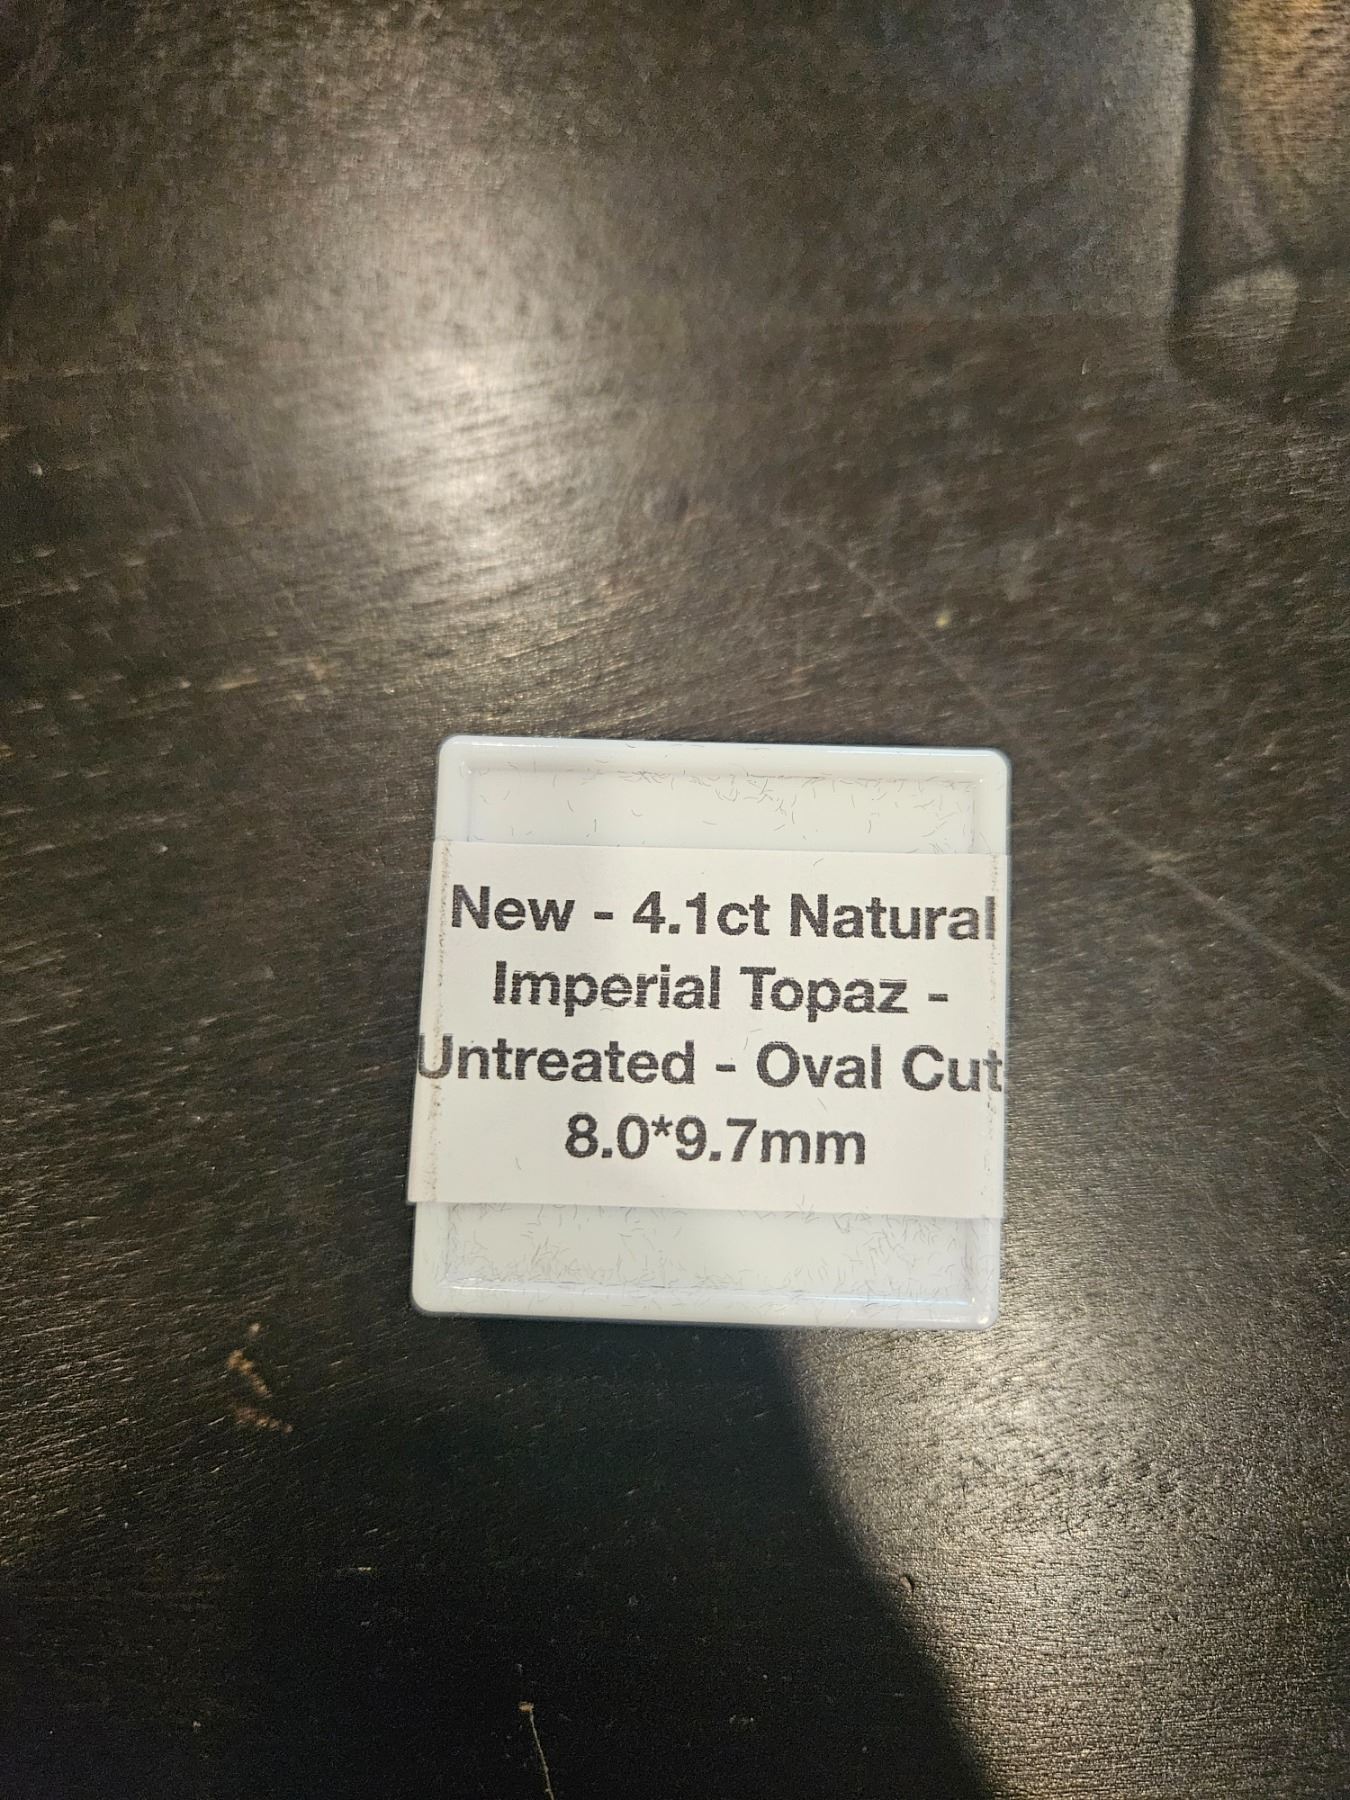 New - 4.1ct Natural
Imperial Topaz -
Untreated - Oval Cut
8.0*9.7mm